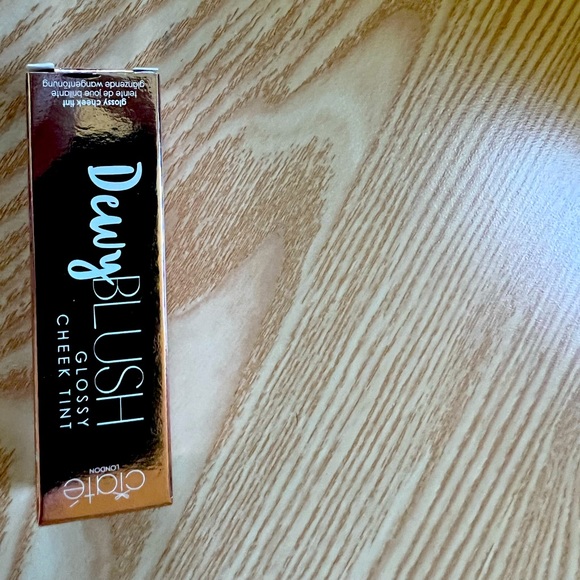 glossy cheek tint
teinte de joue brillante
glänzende wangentönung
Dewy
BLUSH
GLOSSY
CHEEK TINT
ciaté
LONDON